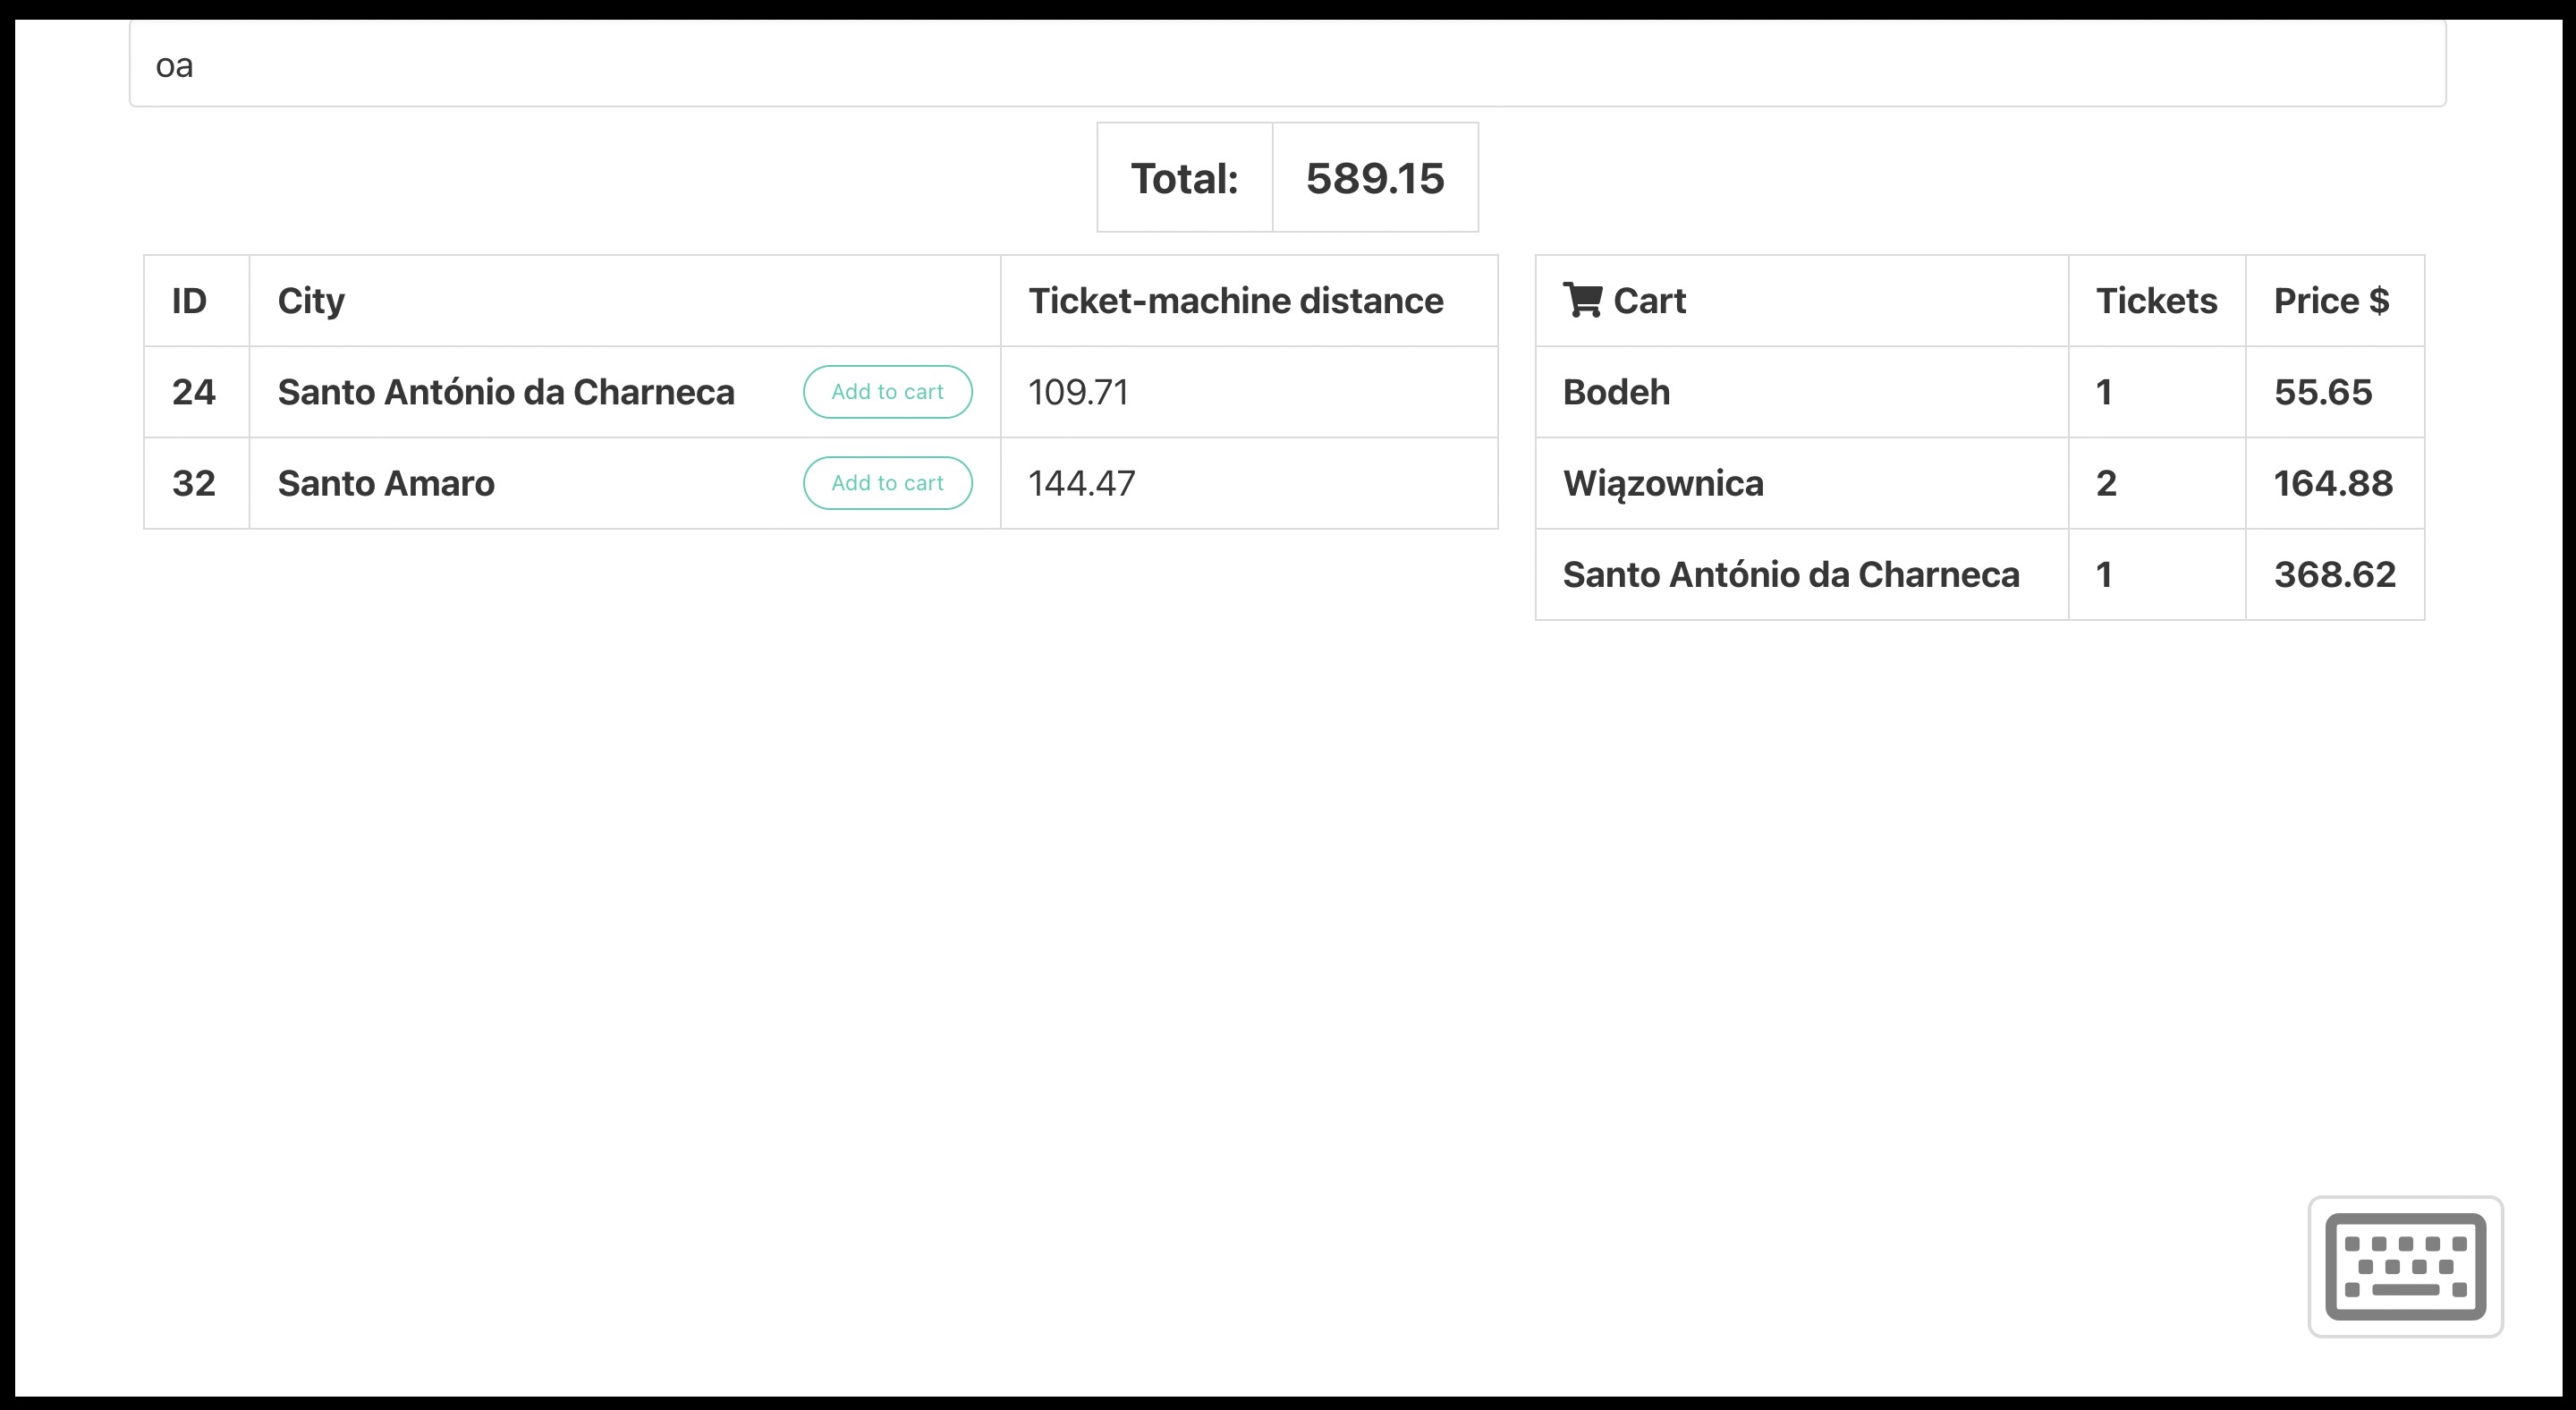 oa
Total: 589.15
ID City Ticket-machine distance
24 Santo António da Charneca Add to cart 109.71
32 Santo Amaro Add to cart 144.47
Cart Tickets Price $
Bodeh 1 55.65
Wiązownica 2 164.88
Santo António da Charneca 1 368.62